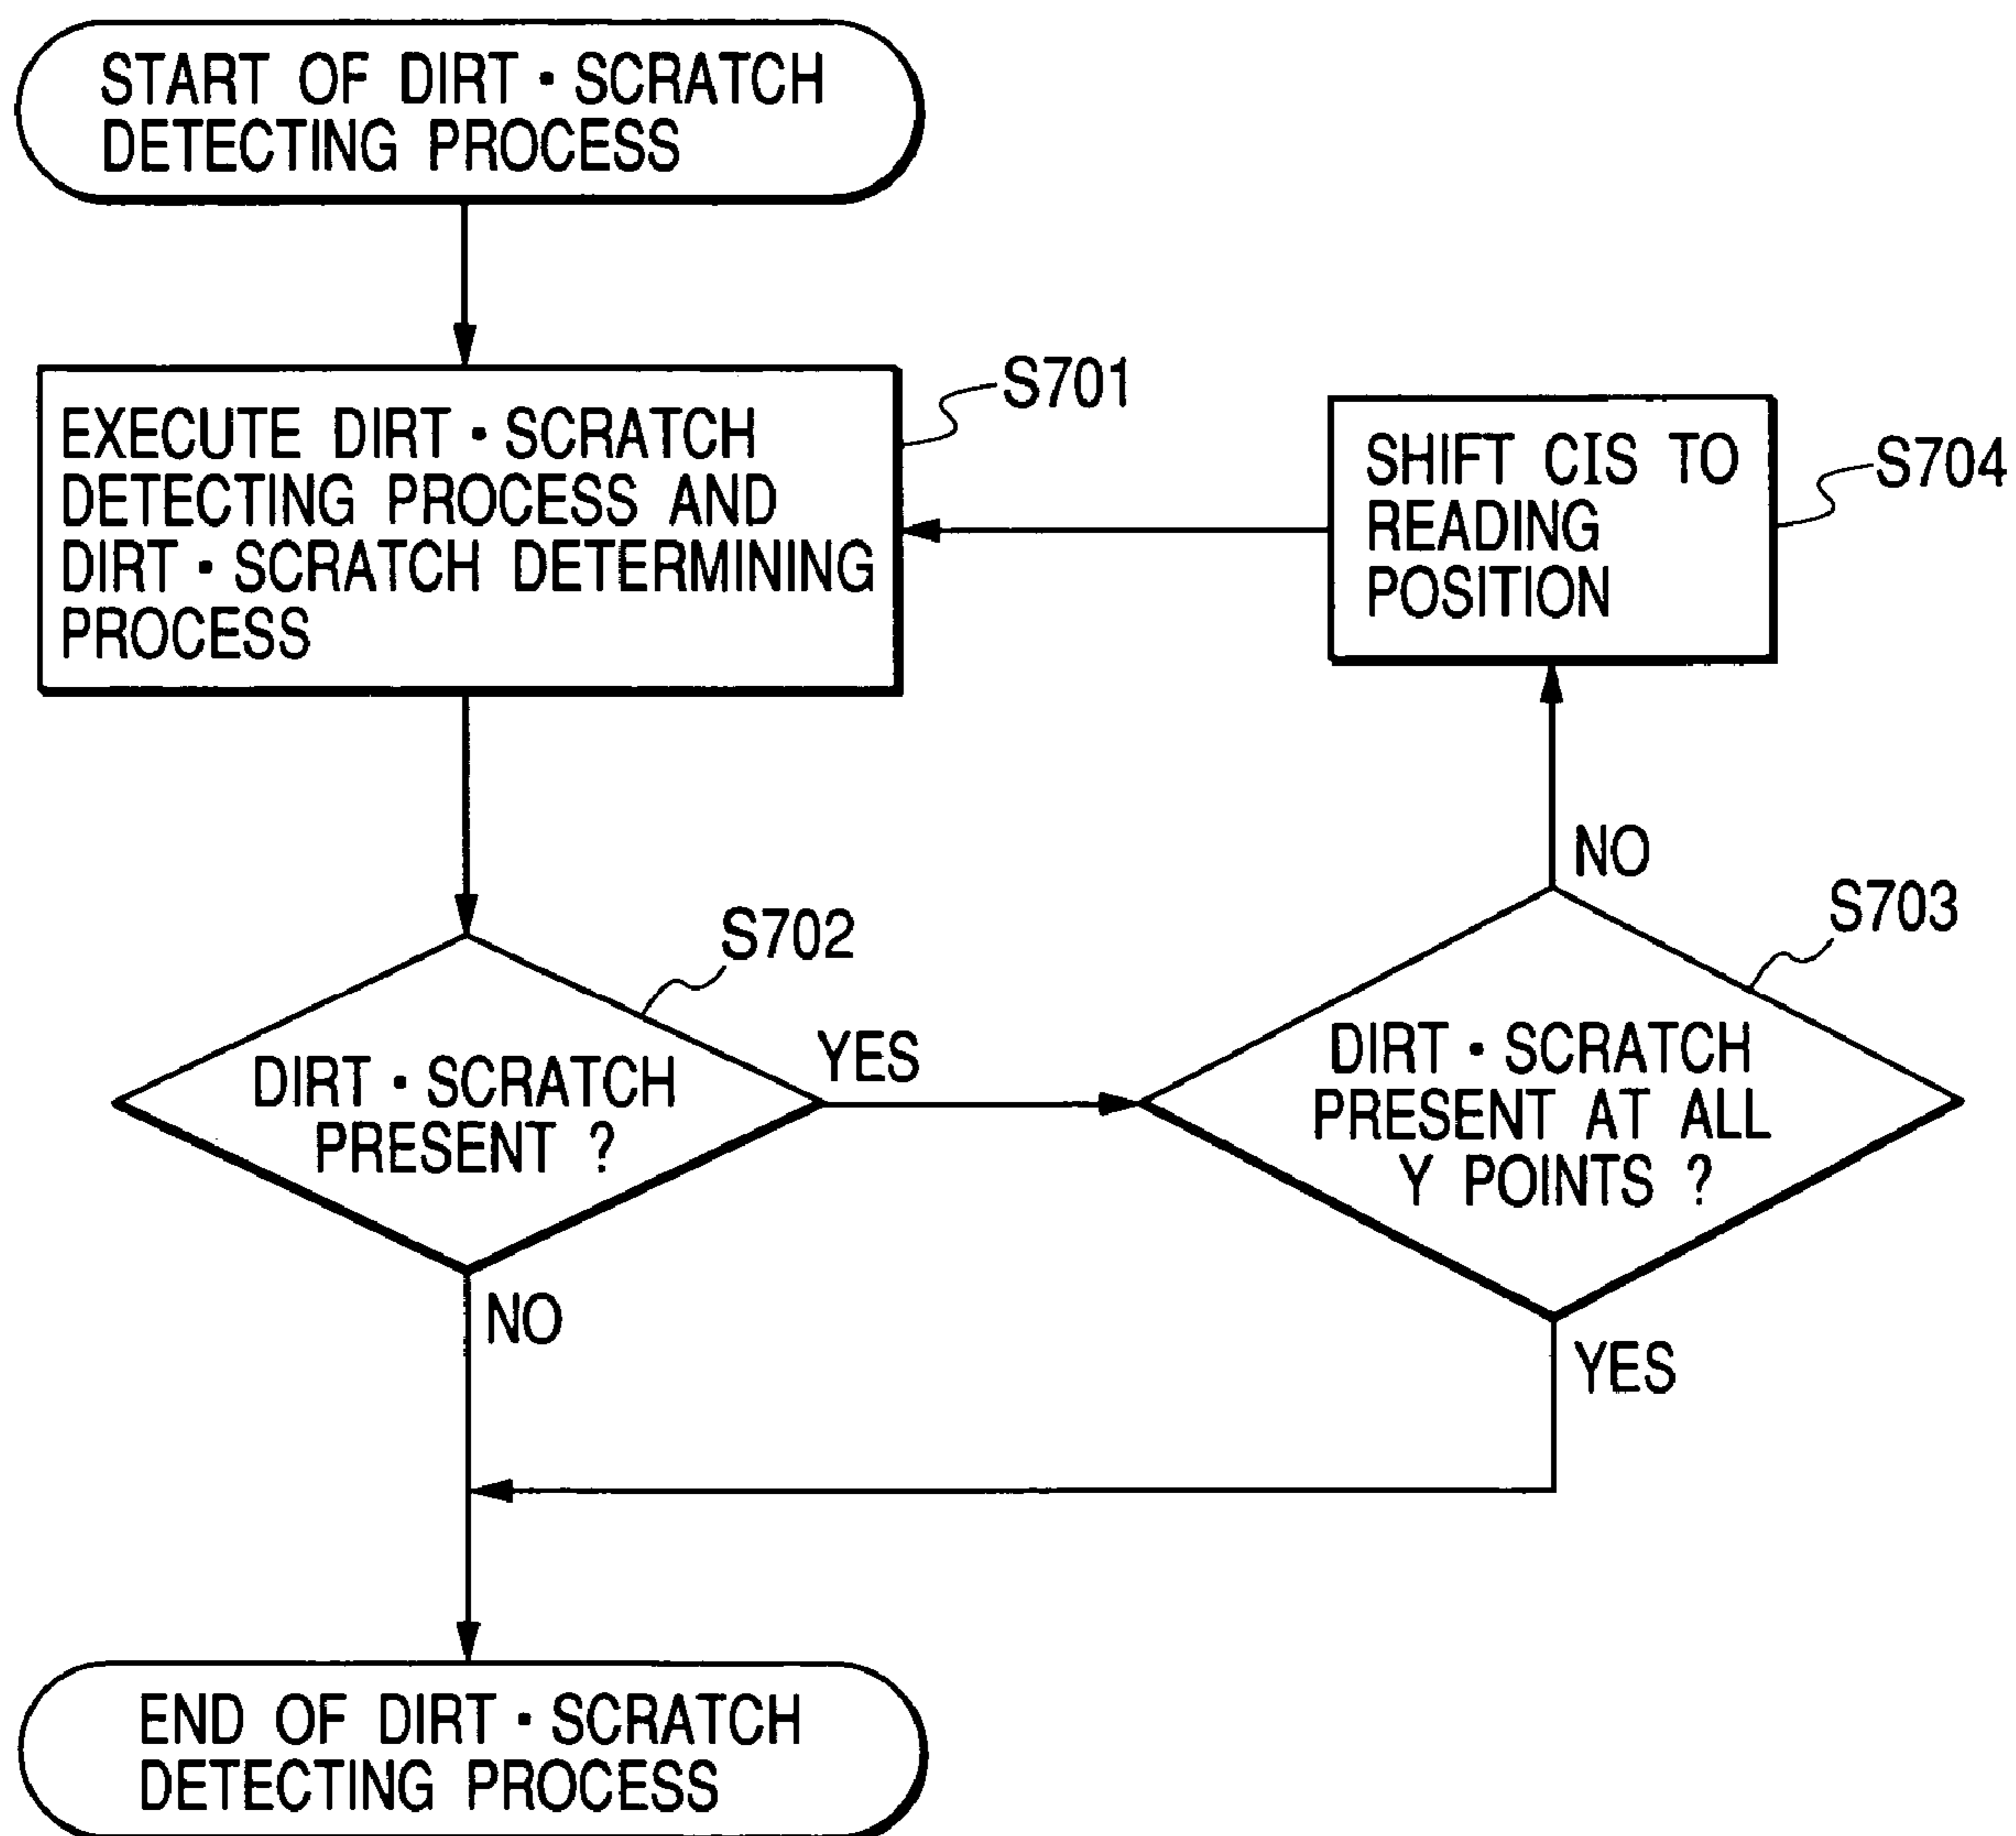 START OF DIRT・SCRATCH
DETECTING PROCESS
EXECUTE DIRT・SCRATCH
DETECTING PROCESS AND
DIRT・SCRATCH DETERMINING
PROCESS
S701
SHIFT CIS TO
READING
POSITION
S704
NO
S703
S702
DIRT・SCRATCH
PRESENT ?
YES
DIRT・SCRATCH
PRESENT AT ALL
Y POINTS ?
NO
YES
END OF DIRT・SCRATCH
DETECTING PROCESS